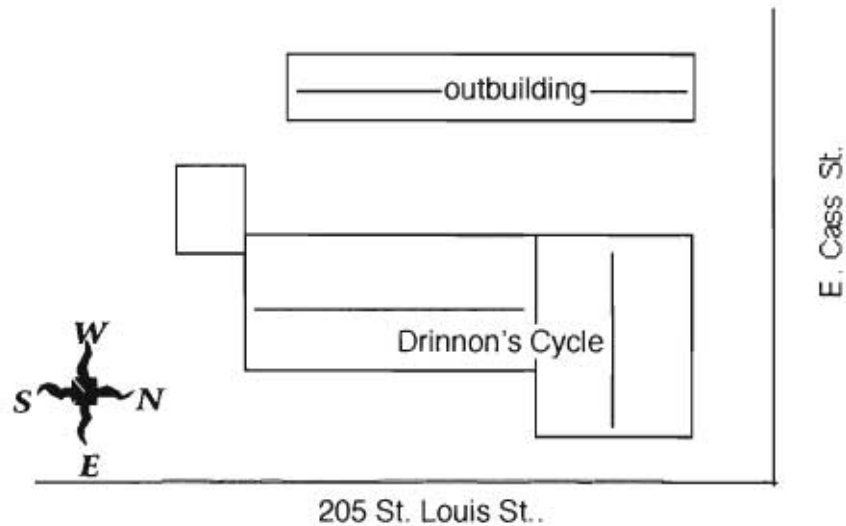 outbuilding
E. Cass St.
Drinnon's Cycle
W
S N
E
205 St. Louis St..